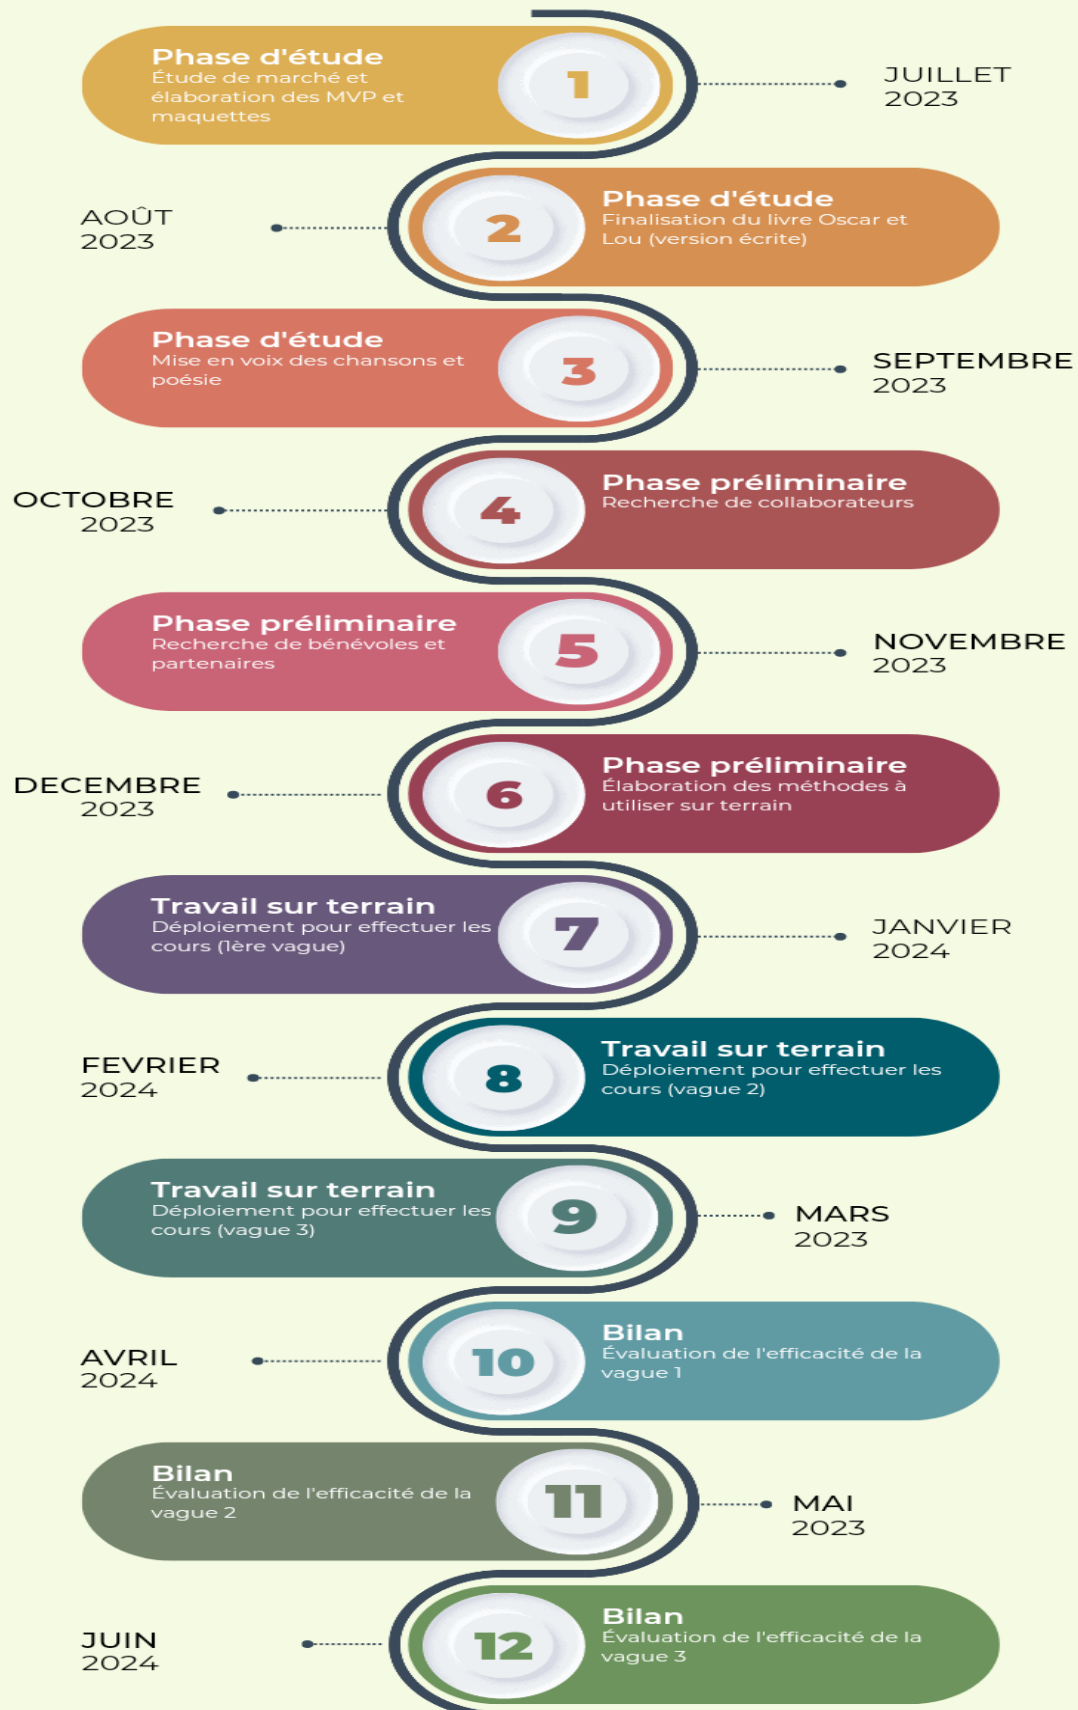 Phase d'étude
Étude de marché et
élaboration des MVP et
maquettes
1
JUILLET
2023
AOÛT
2023
2
Phase d'étude
Finalisation du livre Oscar et
Lou (version écrite)
Phase d'étude
Mise en voix des chansons et
poésie
3
SEPTEMBRE
2023
OCTOBRE
2023
4
Phase préliminaire
Recherche de collaborateurs
Phase préliminaire
Recherche de bénévoles et
partenaires
5
NOVEMBRE
2023
DECEMBRE
2023
6
Phase préliminaire
Élaboration des méthodes à
utiliser sur terrain
Travail sur terrain
Déploiement pour effectuer les
cours (1ère vague)
7
JANVIER
2024
FEVRIER
2024
8
Travail sur terrain
Déploiement pour effectuer les
cours (vague 2)
Travail sur terrain
Déploiement pour effectuer les
cours (vague 3)
9
MARS
2023
AVRIL
2024
10
Bilan
Évaluation de l'efficacité de la
vague 1
Bilan
Évaluation de l'efficacité de la
vague 2
11
MAI
2023
JUIN
2024
12
Bilan
Évaluation de l'efficacité de la
vague 3